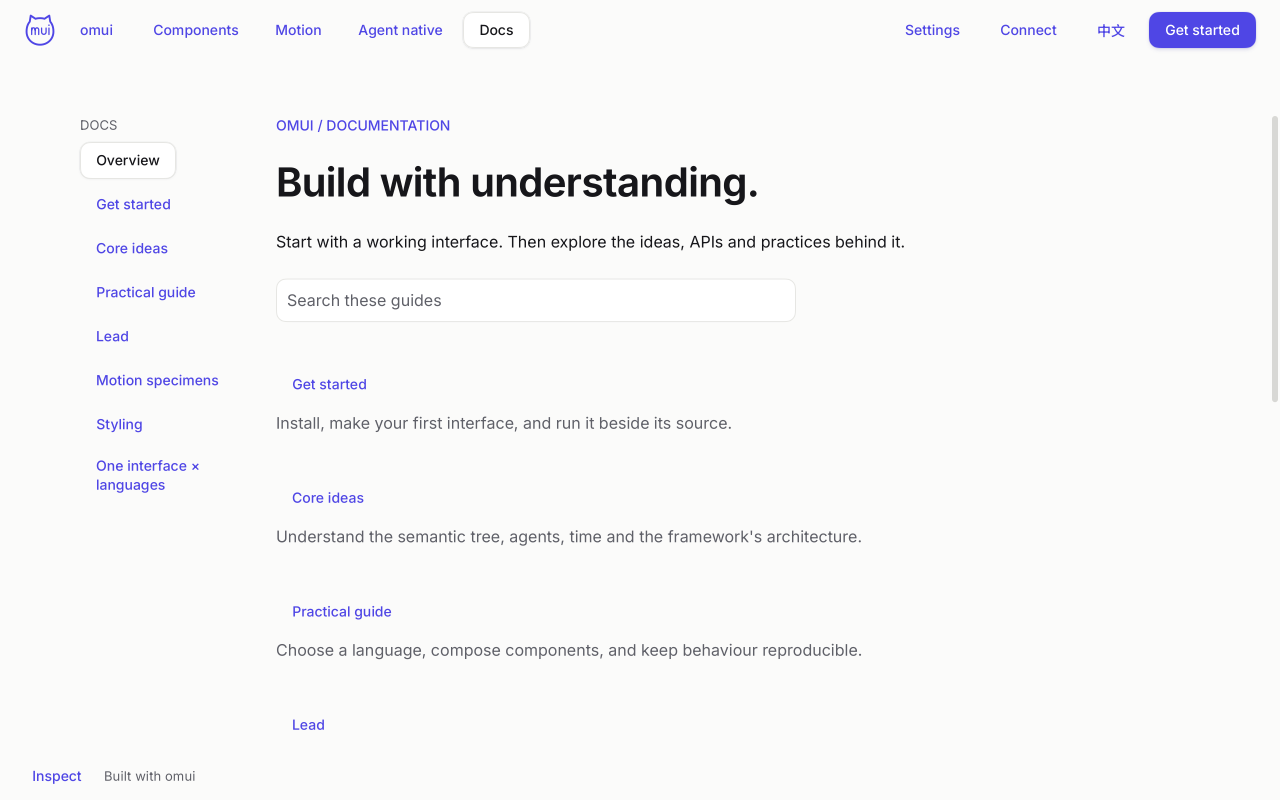 mui
omui
Components
Motion
Agent native
Docs
Settings
Connect
中文
Get started
DOCS
Overview
Get started
Core ideas
Practical guide
Lead
Motion specimens
Styling
One interface ×
languages
OMUI / DOCUMENTATION
Build with understanding.
Start with a working interface. Then explore the ideas, APIs and practices behind it.
Search these guides
Get started
Install, make your first interface, and run it beside its source.
Core ideas
Understand the semantic tree, agents, time and the framework's architecture.
Practical guide
Choose a language, compose components, and keep behaviour reproducible.
Lead
Inspect
Built with omui